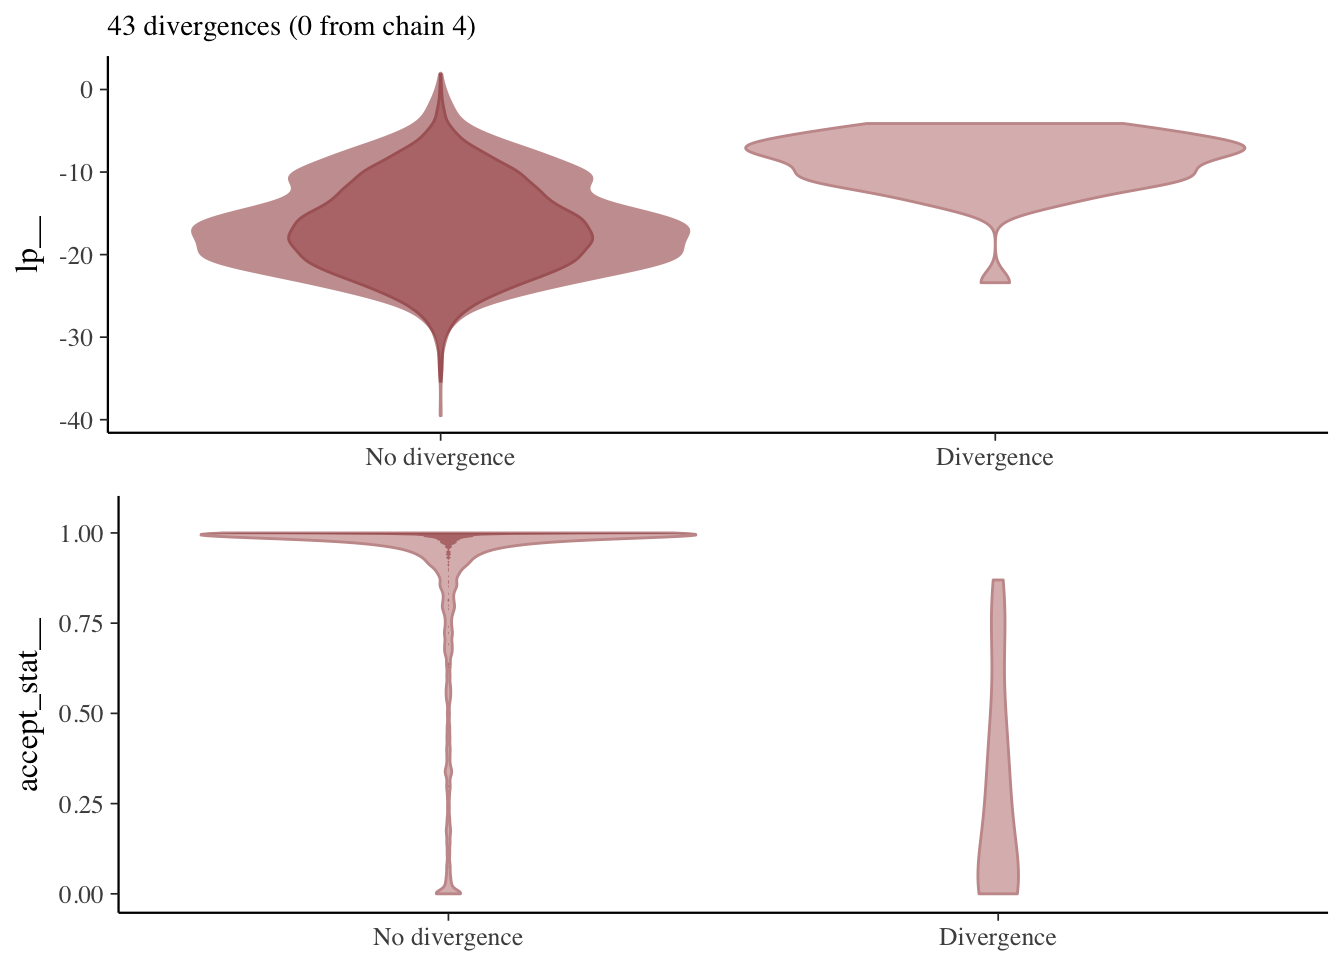 43 divergences (0 from chain 4)
0
-10
-20
-30
-40
lp__
No divergence
Divergence
1.00
0.75
0.50
0.25
0.00
accept_stat__
No divergence
Divergence